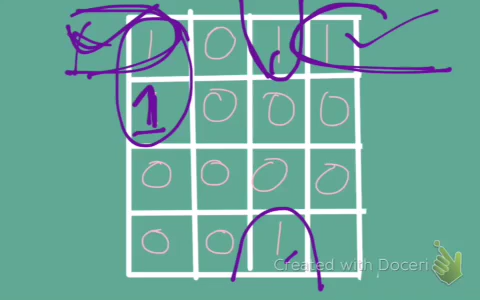 1 0 1 1
1 0 0 0
0 0 0 0
0 0 1
Created with Doceri